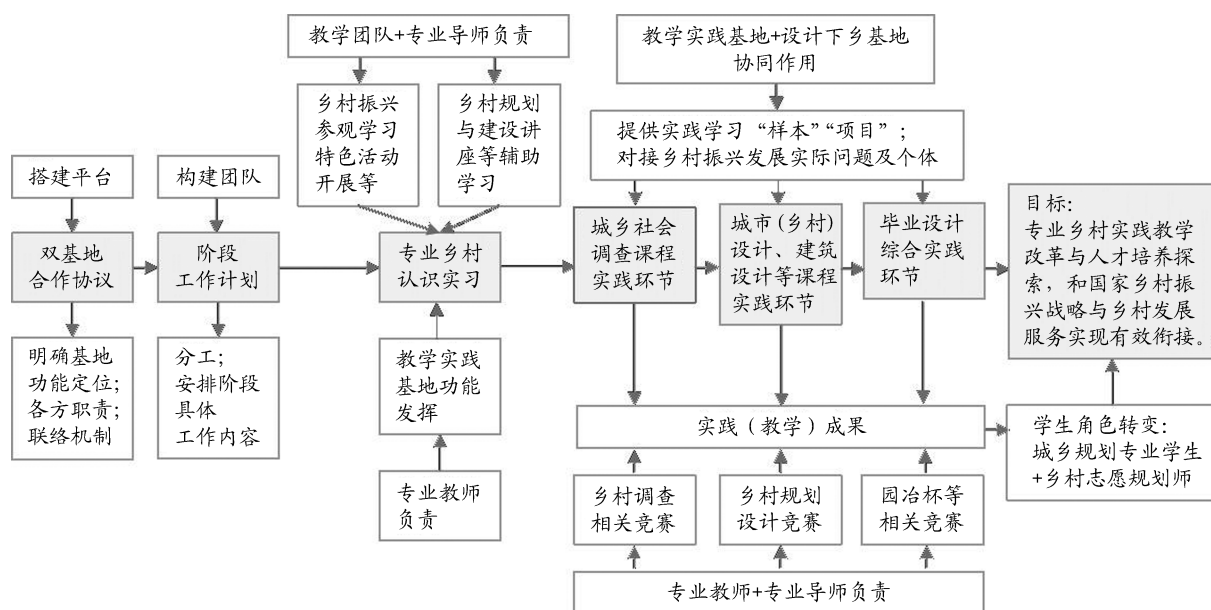 教学团队+专业导师负责
教学实践基地+设计下乡基地
协同作用
乡村振兴
参观学习
特色活动
开展等
乡村规划
与建设讲
座等辅助
学习
提供实践学习“样本”“项目”；
对接乡村振兴发展实际问题及个体
搭建平台
构建团队
双基地
合作协议
阶段
工作计划
专业乡村
认识实习
城乡社会
调查课程
实践环节
城市(乡村)
设计、建筑
设计等课程
实践环节
毕业设计
综合实践
环节
目标：
专业乡村实践教学
改革与人才培养探
索，和国家乡村振
兴战略与乡村发展
服务实现有效衔接。
明确基地
功能定位；
各方职责；
联络机制
分工；
安排阶段
具体
工作内容
教学实践
基地功能
发挥
专业教师
负责
实践（教学）成果
学生角色转变：
城乡规划专业学生
+乡村志愿规划师
乡村调查
相关竞赛
乡村规划
设计竞赛
园冶杯等
相关竞赛
专业教师+专业导师负责